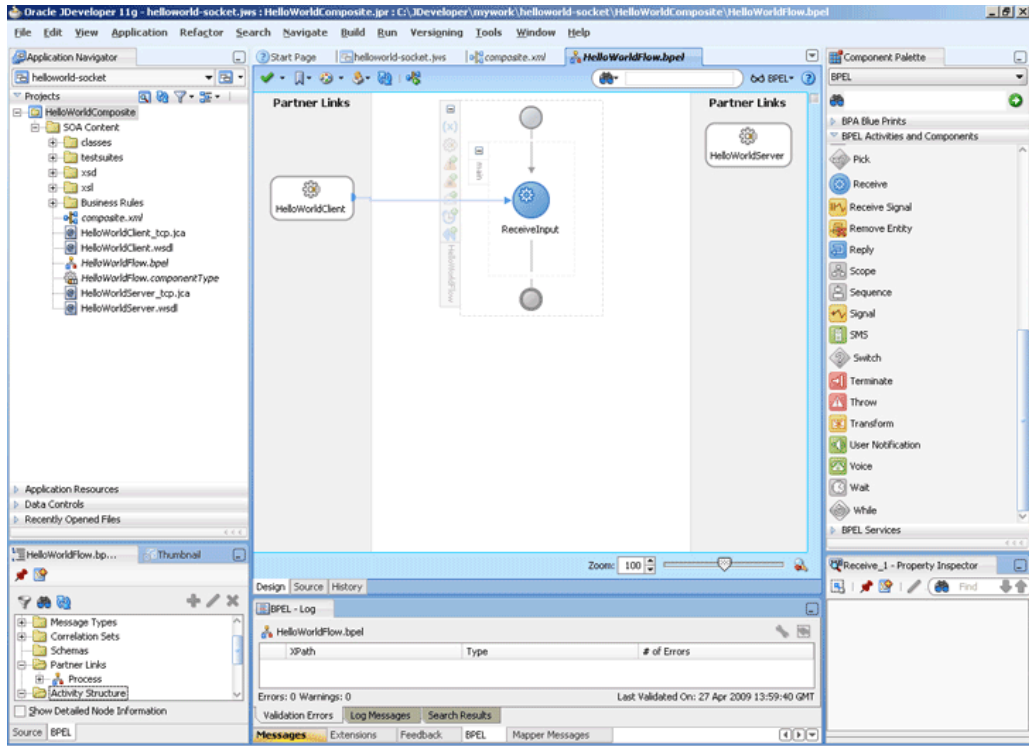 Oracle JDeveloper 11g - helloworld-socket.jws : HelloWorldComposite.jpr : C:\JDeveloper\mywork\helloworld-socket\HelloWorldComposite\HelloWorldFlow.bpel
File Edit View Application Refactor Search Navigate Build Run Versioning Tools Window Help
Application Navigator
helloworld-socket
Projects
HelloWorldComposite
SOA Content
classes
testsuites
xsd
xsl
Business Rules
composite.xml
HelloWorldClient_tcp.jca
HelloWorldClient.wsdl
HelloWorldFlow.bpel
HelloWorldFlow.componentType
HelloWorldServer_tcp.jca
HelloWorldServer.wsdl
Application Resources
Data Controls
Recently Opened Files
HelloWorldFlow.bp... Thumbnail
Message Types
Correlation Sets
Schemas
Partner Links
Process
Activity Structure
Show Detailed Node Information
Source BPEL
Start Page helloworld-socket.jws composite.xml HelloWorldFlow.bpel
BPEL
Partner Links
HelloWorldClient
main
ReceiveInput
HelloWorldFlow
Partner Links
HelloWorldServer
Zoom: 100
Design Source History
BPEL - Log
HelloWorldFlow.bpel
XPath Type # of Errors
Errors: 0 Warnings: 0 Last Validated On: 27 Apr 2009 13:59:40 GMT
Validation Errors Log Messages Search Results
Messages Extensions Feedback BPEL Mapper Messages
Component Palette
BPEL
BPA Blue Prints
BPEL Activities and Components
Pick
Receive
Receive Signal
Remove Entity
Reply
Scope
Sequence
Signal
SMS
Switch
Terminate
Throw
Transform
User Notification
Voice
Wait
While
BPEL Services
Receive_1 - Property Inspector
Find